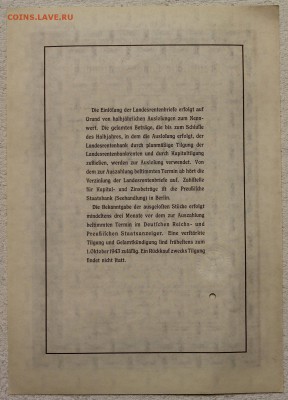 COINS.LAVE.RU
Die Einlösung der Landesrentenbriefe erfolgt auf
Grund von halbjährlichen Auslosungen zum Nenn-
wert. Die gelosten Beträge, die bis zum Schlusse
des Halbjahres, in dem die Auslosung erfolgt, der
Landesrentenbank durch planmäßige Tilgung der
Landesrentenbankrenten und durch Kapitaltilgung
zufließen, werden zur Auslosung verwendet. Von
dem zur Auszahlung bestimmten Termin ab hört die
Verzinsung der Landesrentenbriefe auf. Zahlstelle
für Kapital- und Zinsbeträge ist die Preußische
Staatsbank (Seehandlung) in Berlin.
Die Bekanntgabe der ausgelosten Stücke erfolgt
mindestens drei Monate vor dem zur Auszahlung
bestimmten Termin im Deutschen Reichs- und
Preußischen Staatsanzeiger. Eine verstärkte
Tilgung und Gesamtkündigung sind frühestens zum
1. Oktober 1943 zulässig. Ein Rückkauf zwecks Tilgung
findet nicht statt.